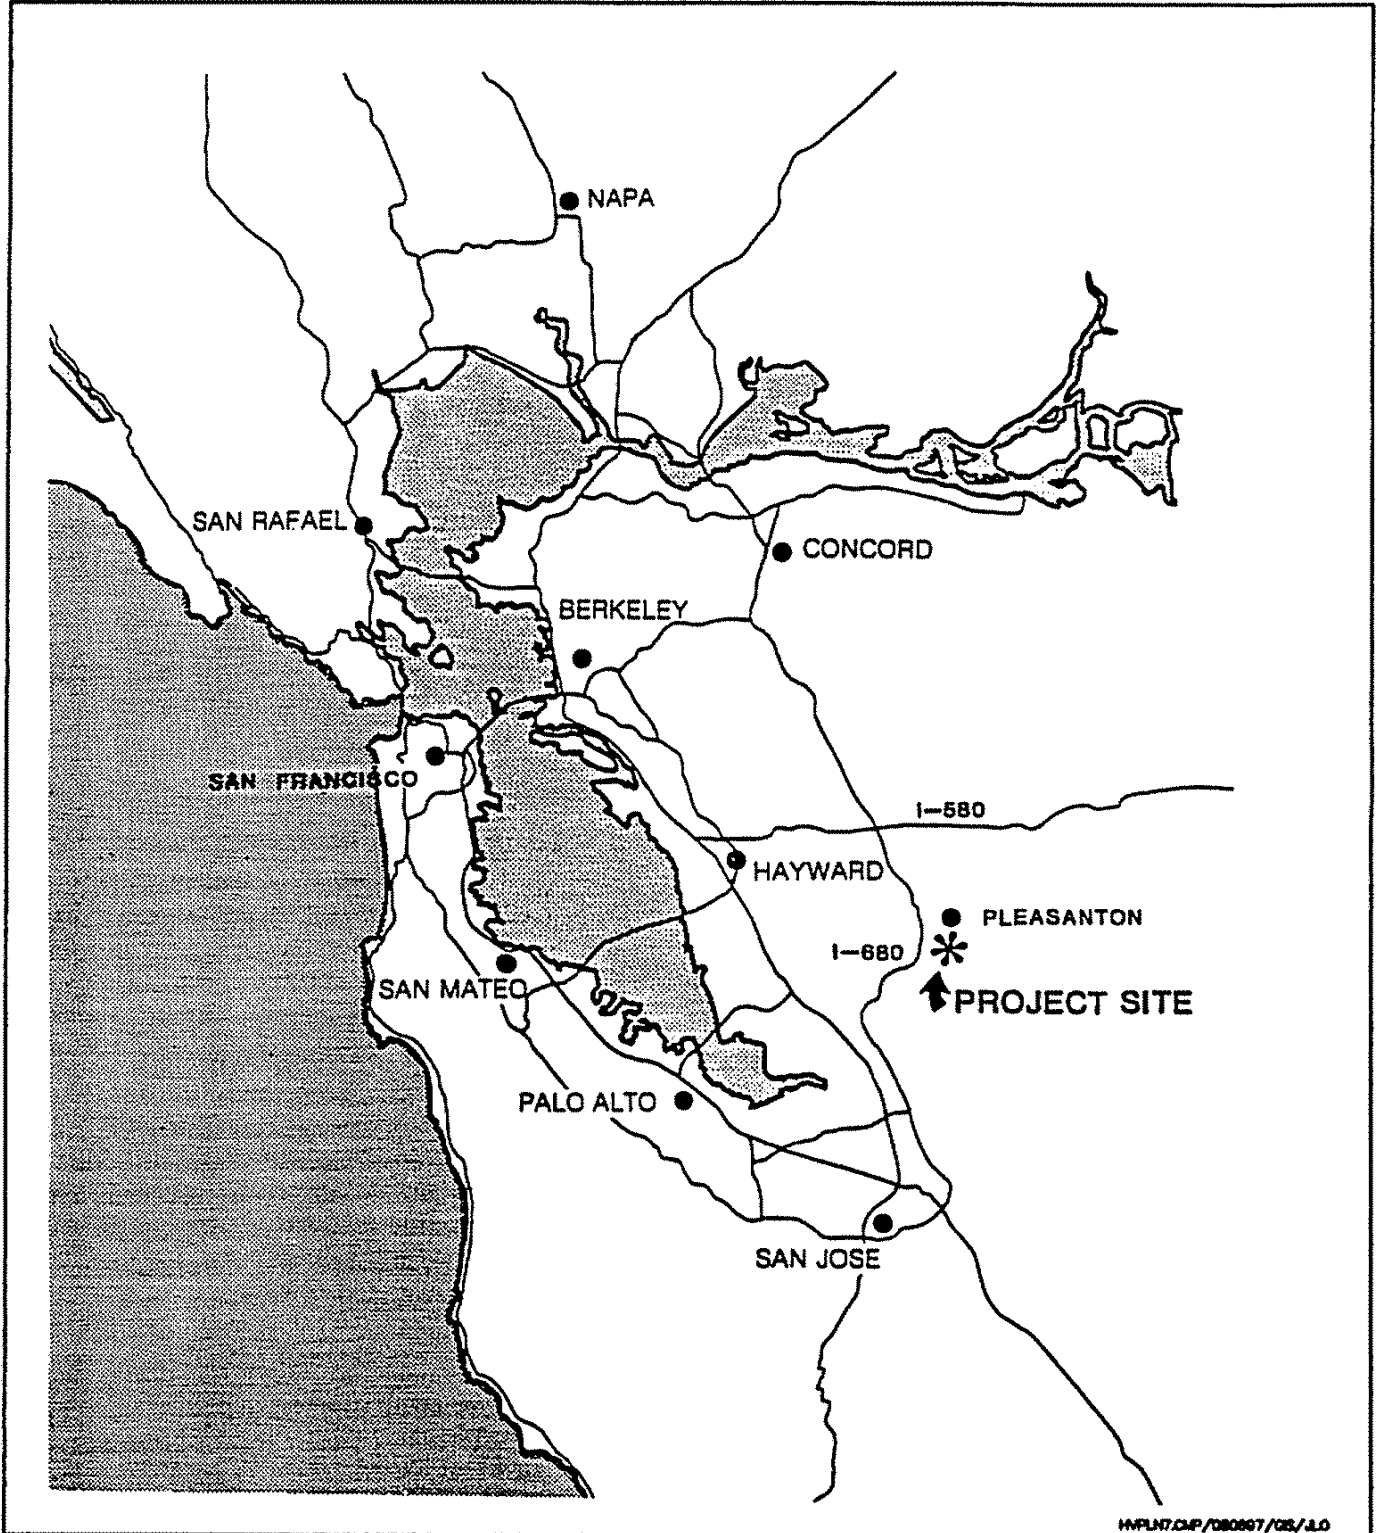 NAPA
SAN RAFAEL
CONCORD
BERKELEY
SAN FRANCISCO
I-580
HAYWARD
PLEASANTON
I-680
SAN MATEO
PROJECT SITE
PALO ALTO
SAN JOSE